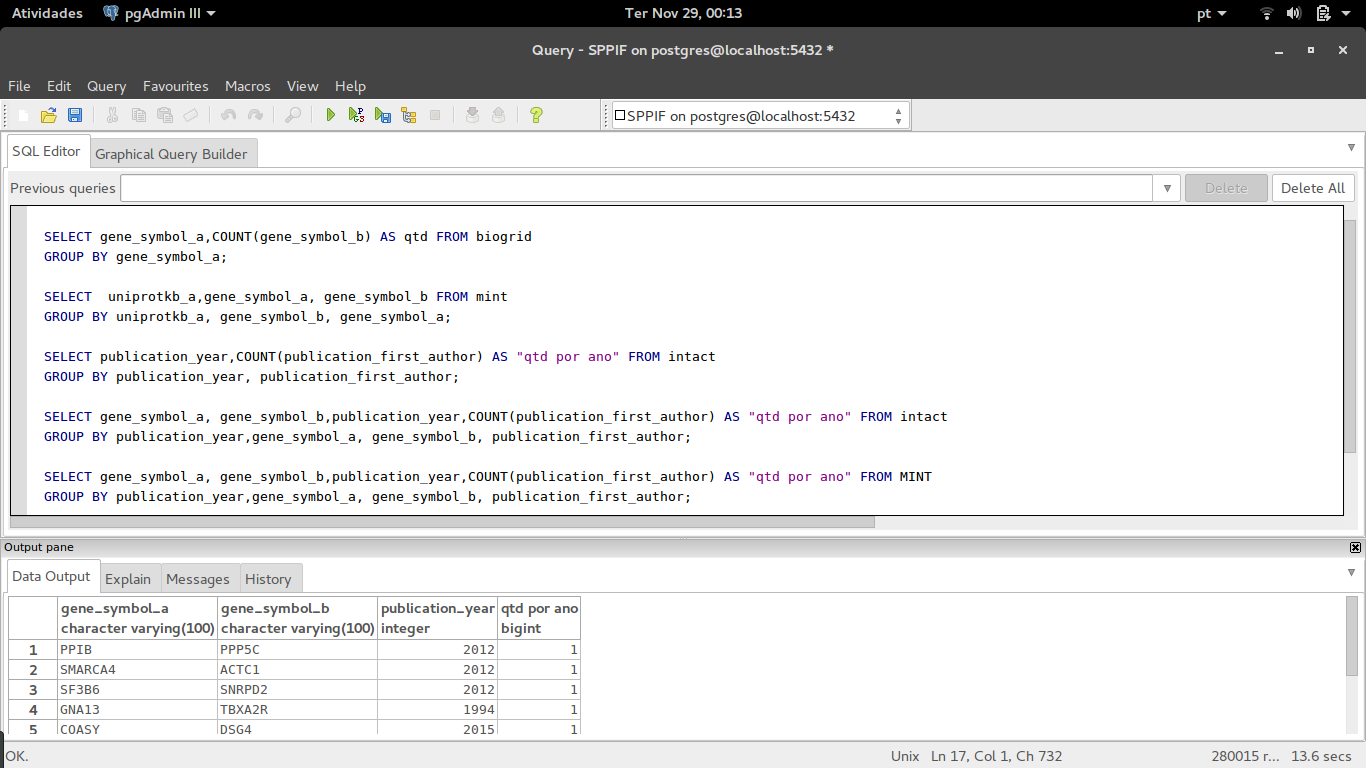 Atividades pgAdmin III Ter Nov 29, 00:13 pt
Query - SPPIF on postgres@localhost:5432 *
File Edit Query Favourites Macros View Help
SPPIF on postgres@localhost:5432
SQL Editor Graphical Query Builder
Previous queries Delete Delete All
SELECT gene_symbol_a,COUNT(gene_symbol_b) AS qtd FROM biogrid
GROUP BY gene_symbol_a;
SELECT  uniprotkb_a,gene_symbol_a, gene_symbol_b FROM mint
GROUP BY uniprotkb_a, gene_symbol_b, gene_symbol_a;
SELECT publication_year,COUNT(publication_first_author) AS "qtd por ano" FROM intact
GROUP BY publication_year, publication_first_author;
SELECT gene_symbol_a, gene_symbol_b,publication_year,COUNT(publication_first_author) AS "qtd por ano" FROM intact
GROUP BY publication_year,gene_symbol_a, gene_symbol_b, publication_first_author;
SELECT gene_symbol_a, gene_symbol_b,publication_year,COUNT(publication_first_author) AS "qtd por ano" FROM MINT
GROUP BY publication_year,gene_symbol_a, gene_symbol_b, publication_first_author;
Output pane
Data Output Explain Messages History
gene_symbol_a gene_symbol_b publication_year qtd por ano
character varying(100) character varying(100) integer bigint
1 PPIB PPP5C 2012 1
2 SMARCA4 ACTC1 2012 1
3 SF3B6 SNRPD2 2012 1
4 GNA13 TBXA2R 1994 1
5 COASY DSG4 2015 1
OK. Unix Ln 17, Col 1, Ch 732 280015 r... 13.6 secs